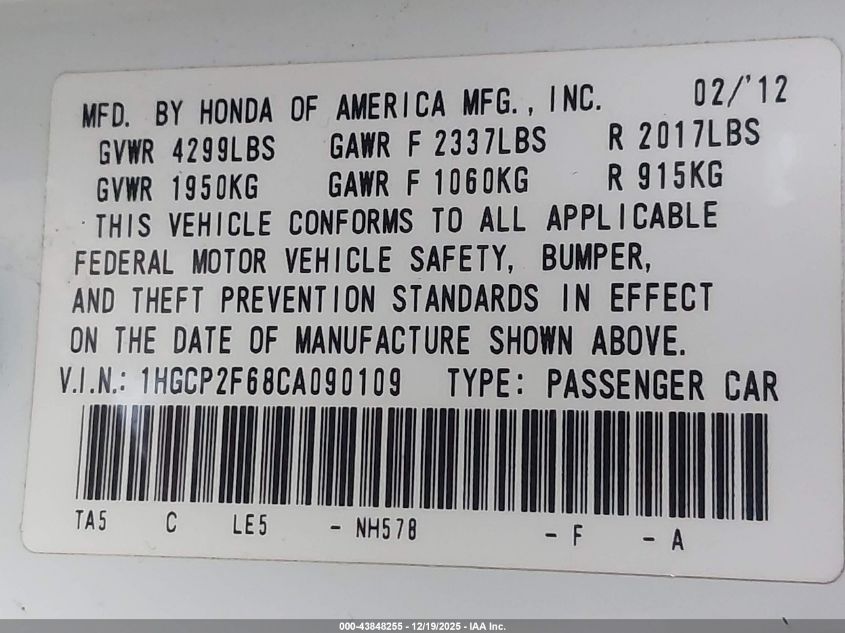 MFD. BY HONDA OF AMERICA MFG., INC. 02/'12
GVWR 4299LBS GAWR F 2337LBS R 2017LBS
GVWR 1950KG GAWR F 1060KG R 915KG
THIS VEHICLE CONFORMS TO ALL APPLICABLE
FEDERAL MOTOR VEHICLE SAFETY, BUMPER,
AND THEFT PREVENTION STANDARDS IN EFFECT
ON THE DATE OF MANUFACTURE SHOWN ABOVE.
V.I.N.: 1HGCP2F68CA090109 TYPE: PASSENGER CAR
TA5 C LE5 - NH578 - F - A
000-43848255 - 12/19/2025 - IAA Inc.